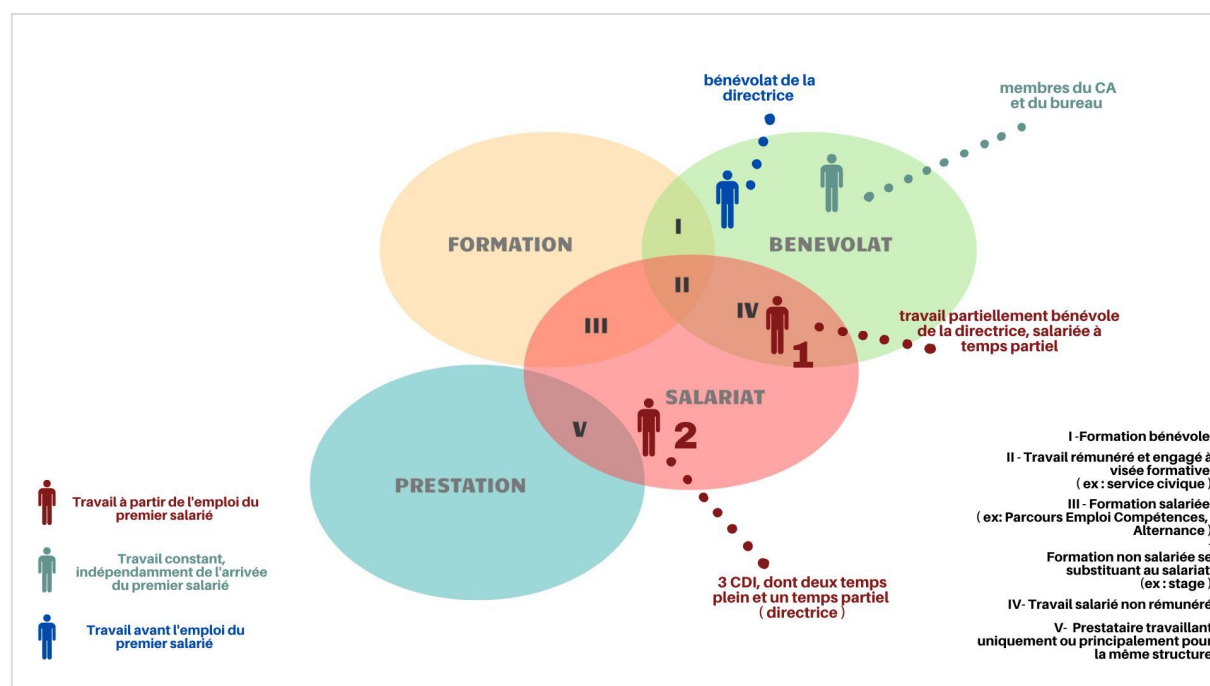 bénévolat de la
directrice
membres du CA
et du bureau
FORMATION
I
BENEVOLAT
II
III
IV
travail partiellement bénévole
de la directrice, salariée à
temps partiel
1
SALARIAT
V
2
PRESTATION
3 CDI, dont deux temps
plein et un temps partiel
( directrice )
Travail à partir de l'emploi du
premier salarié
Travail constant,
indépendamment de l'arrivée
du premier salarié
Travail avant l'emploi du
premier salarié
I -Formation bénévole
II - Travail rémunéré et engagé à
visée formative
( ex : service civique )
III - Formation salariée
( ex: Parcours Emploi Compétences,
Alternance )
-
Formation non salariée se
substituant au salariat
(ex : stage )
IV- Travail salarié non rémunéré
V- Prestataire travaillant
uniquement ou principalement pour
la même structure